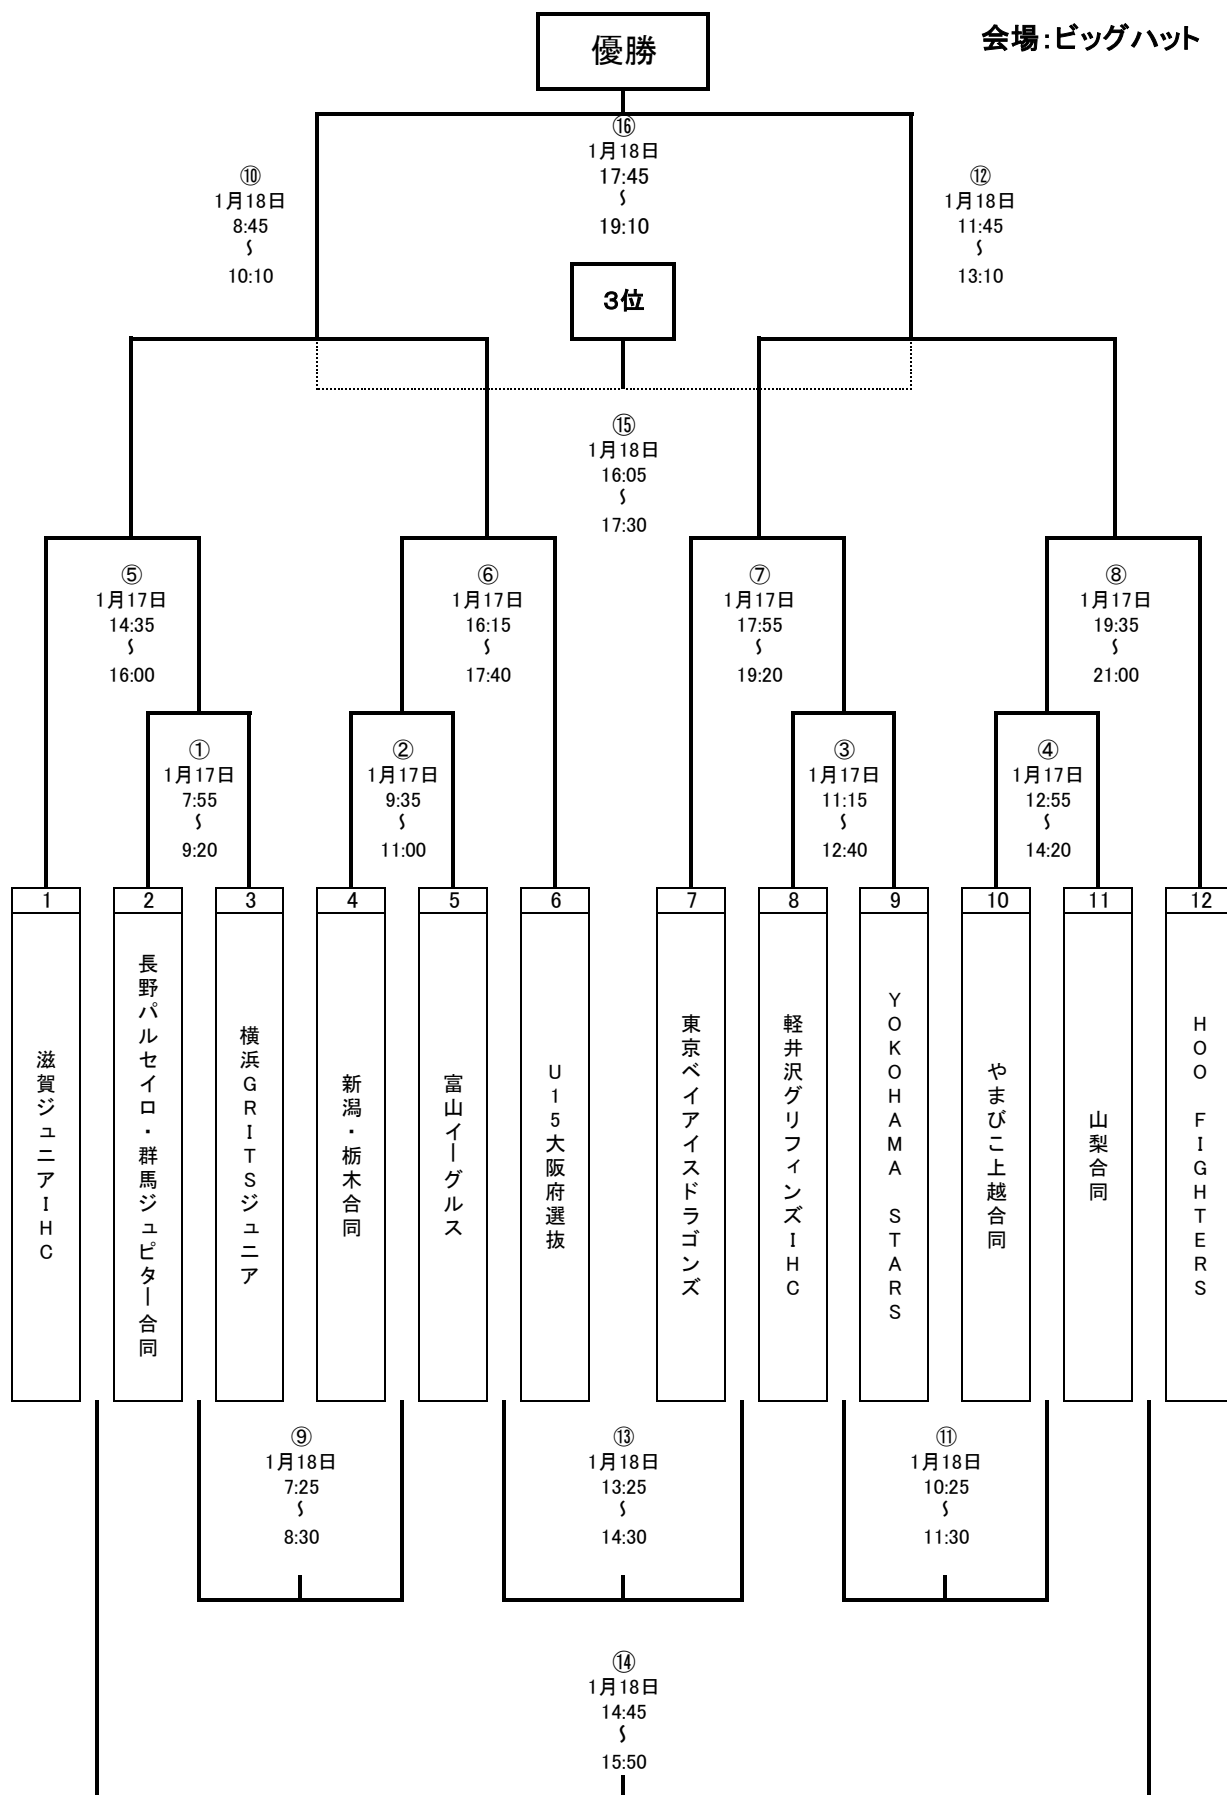 優勝
会場:ビッグハット
⑯
1月18日
17:45
~
19:10
⑩
1月18日
8:45
~
10:10
⑫
1月18日
11:45
~
13:10
3位
⑮
1月18日
16:05
~
17:30
⑤
1月17日
14:35
~
16:00
⑥
1月17日
16:15
~
17:40
⑦
1月17日
17:55
~
19:20
⑧
1月17日
19:35
~
21:00
①
1月17日
7:55
~
9:20
②
1月17日
9:35
~
11:00
③
1月17日
11:15
~
12:40
④
1月17日
12:55
~
14:20
1
滋賀ジュニアIHC
2
長野パルセイロ・群馬ジュピター合同
3
横浜GRITSジュニア
4
新潟・栃木合同
5
富山イーグルス
6
U15大阪府選抜
7
東京ベイアイスドラゴンズ
8
軽井沢グリフィンズIHC
9
YOKOHAMA STARS
10
やまびこ上越合同
11
山梨合同
12
HOO FIGHTERS
⑨
1月18日
7:25
~
8:30
⑬
1月18日
13:25
~
14:30
⑪
1月18日
10:25
~
11:30
⑭
1月18日
14:45
~
15:50